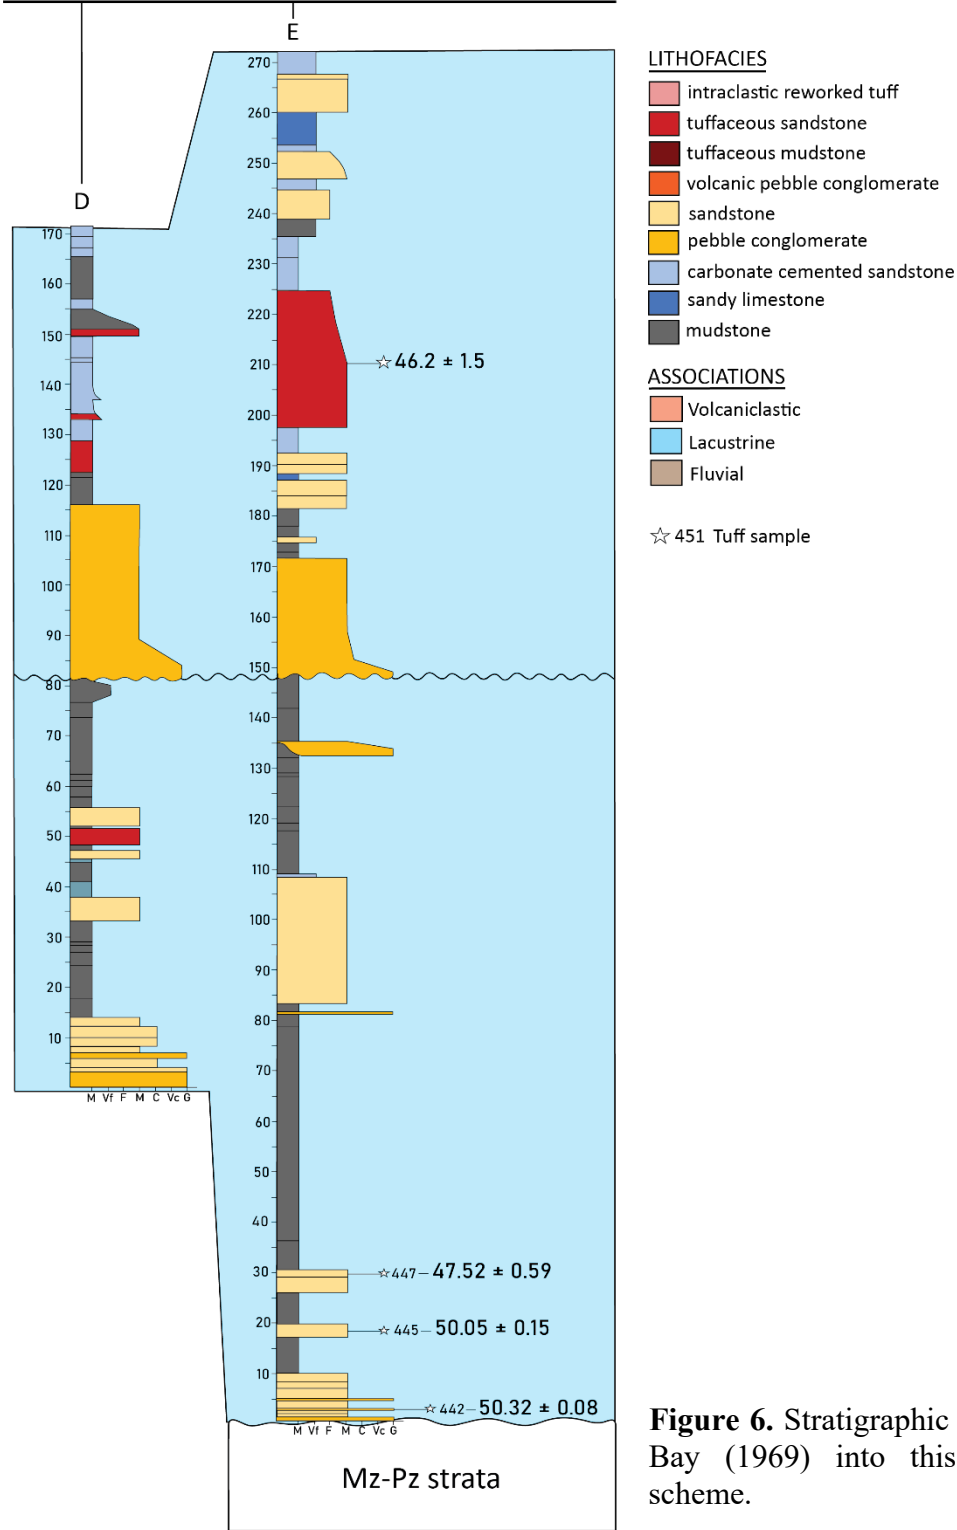 E
D
270
260
250
240
230
220
210
200
190
180
170
160
150
140
130
120
110
100
90
80
70
60
50
40
30
20
10
M Vf F M C Vc G
170
160
150
140
130
120
110
100
90
80
70
60
50
40
30
20
10
M Vf F M C Vc G
☆ 46.2 ± 1.5
☆ 447 – 47.52 ± 0.59
☆ 445 – 50.05 ± 0.15
☆ 442 – 50.32 ± 0.08
Mz-Pz strata
LITHOFACIES
intraclastic reworked tuff
tuffaceous sandstone
tuffaceous mudstone
volcanic pebble conglomerate
sandstone
pebble conglomerate
carbonate cemented sandstone
sandy limestone
mudstone
ASSOCIATIONS
Volcaniclastic
Lacustrine
Fluvial
☆ 451 Tuff sample
Figure 6. Stratigraphic
Bay (1969) into this
scheme.